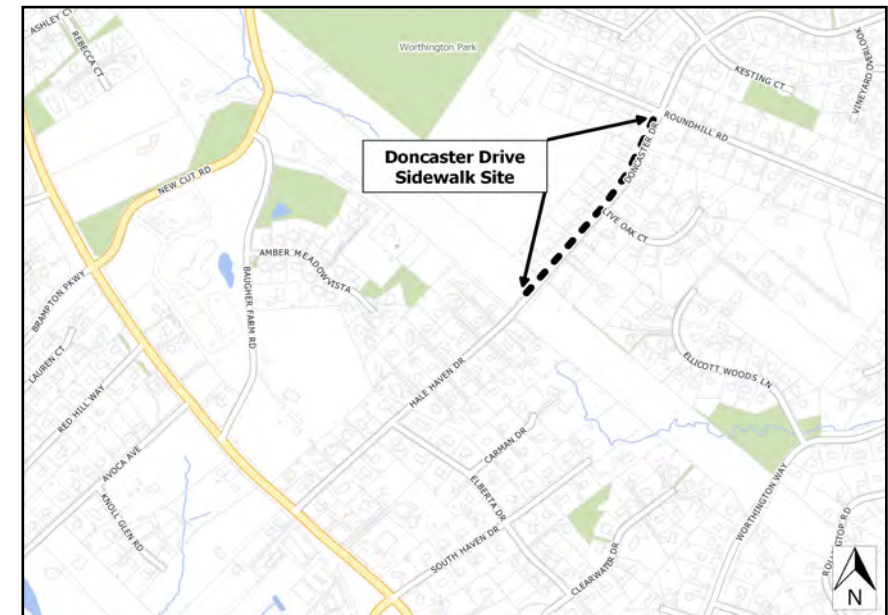 ASHLEY CT
REBECCA CT
Worthington Park
KESTING CT
VINEYARD OVERLOOK
ROUNDHILL RD
DONCASTER DR
Doncaster Drive
Sidewalk Site
NEW CUT RD
LIVE OAK CT
AMBER MEADOW VISTA
BRAMPTON PKWY
BAUGHER FARM RD
LAUREN CT
ELLICOTT WOODS LN
HALE HAVEN DR
RED HILL WAY
AVOCA AVE
CARMAN DR
ELBERTA DR
WORTHINGTON WAY
KNOLL GLEN RD
SOUTH HAVEN DR
CLEARWATER DR
N